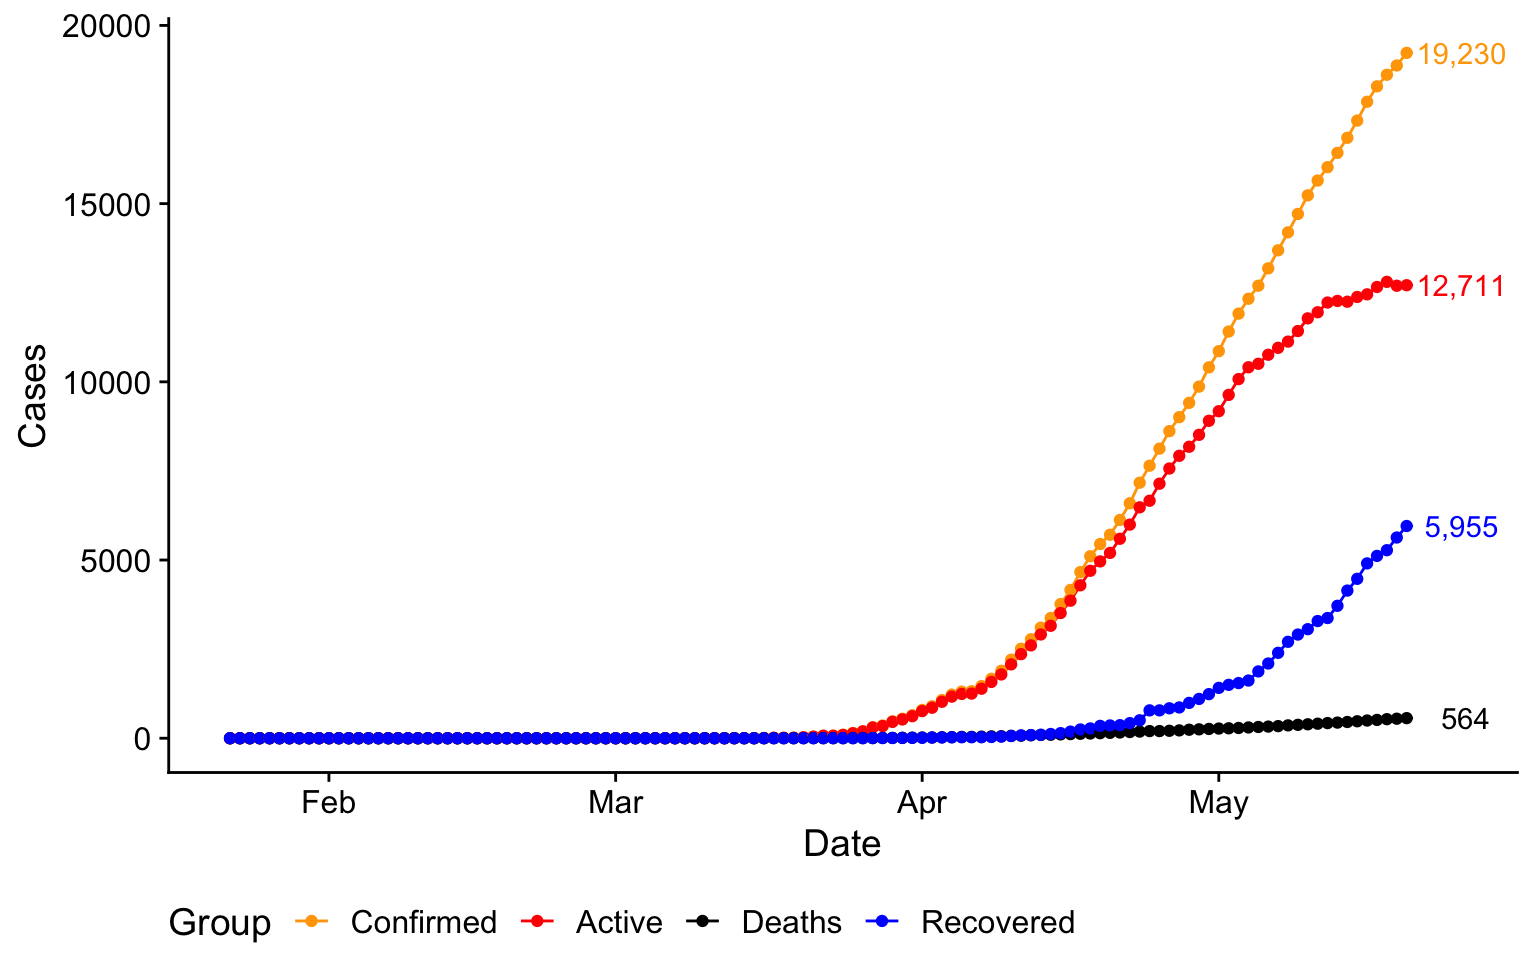 20000
15000
10000
5000
0
Cases
19,230
12,711
5,955
564
Feb Mar Apr May
Date
Group Confirmed Active Deaths Recovered